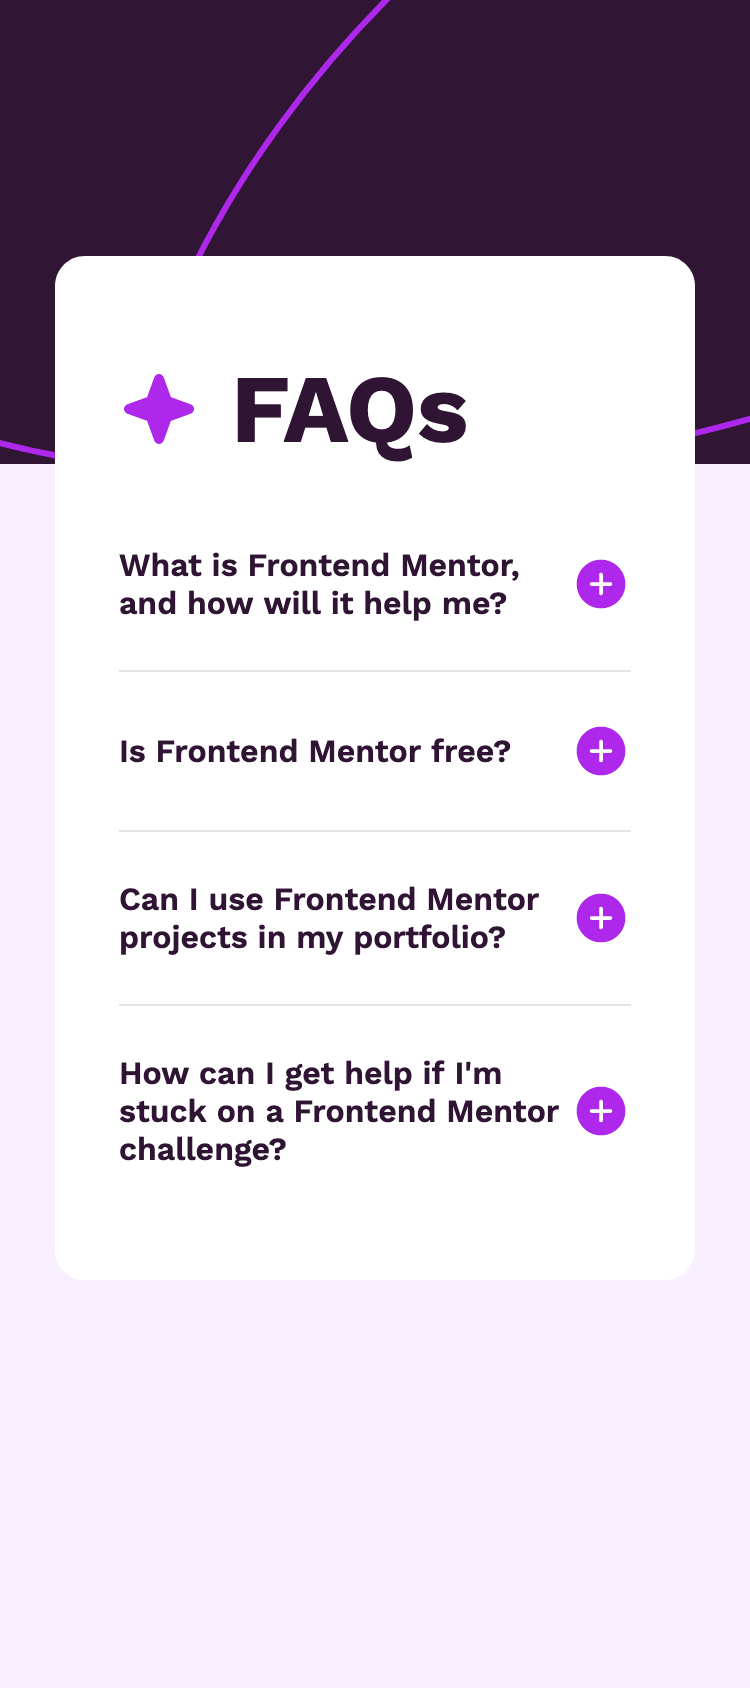 FAQs
What is Frontend Mentor,
and how will it help me?
Is Frontend Mentor free?
Can I use Frontend Mentor
projects in my portfolio?
How can I get help if I'm
stuck on a Frontend Mentor
challenge?